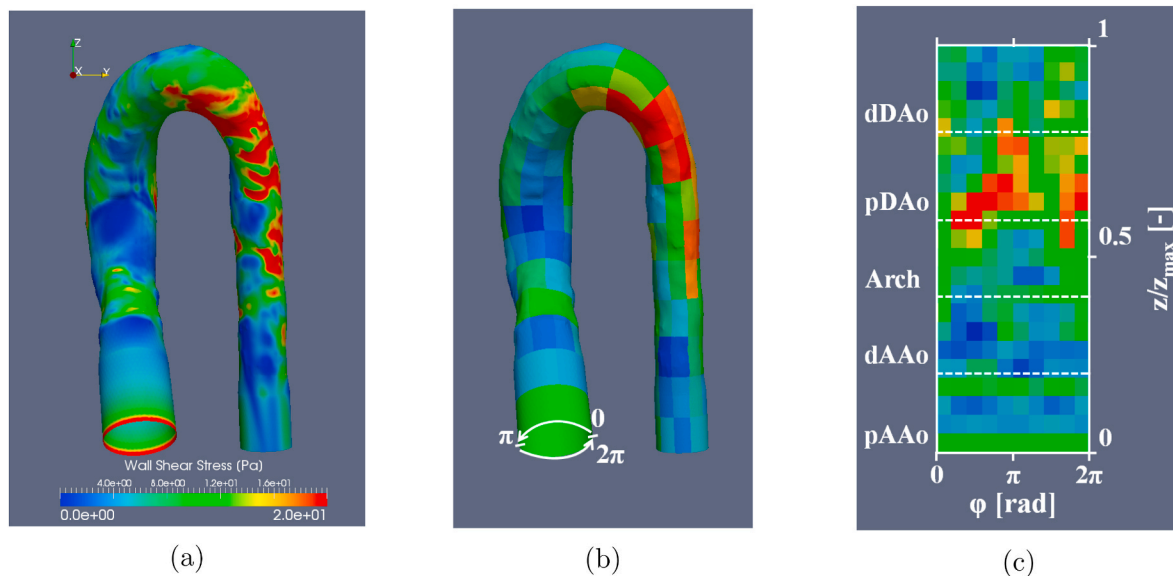 Z
X
Y
Wall Shear Stress (Pa)
4.0e+00 8.0e+00 1.2e+01 1.6e+01
0.0e+00
2.0e+01
(a)
0
π
2π
(b)
1
dDAo
pDAo
0.5
z/z_max [-]
Arch
dAAo
pAAo
0
0
π
2π
φ [rad]
(c)